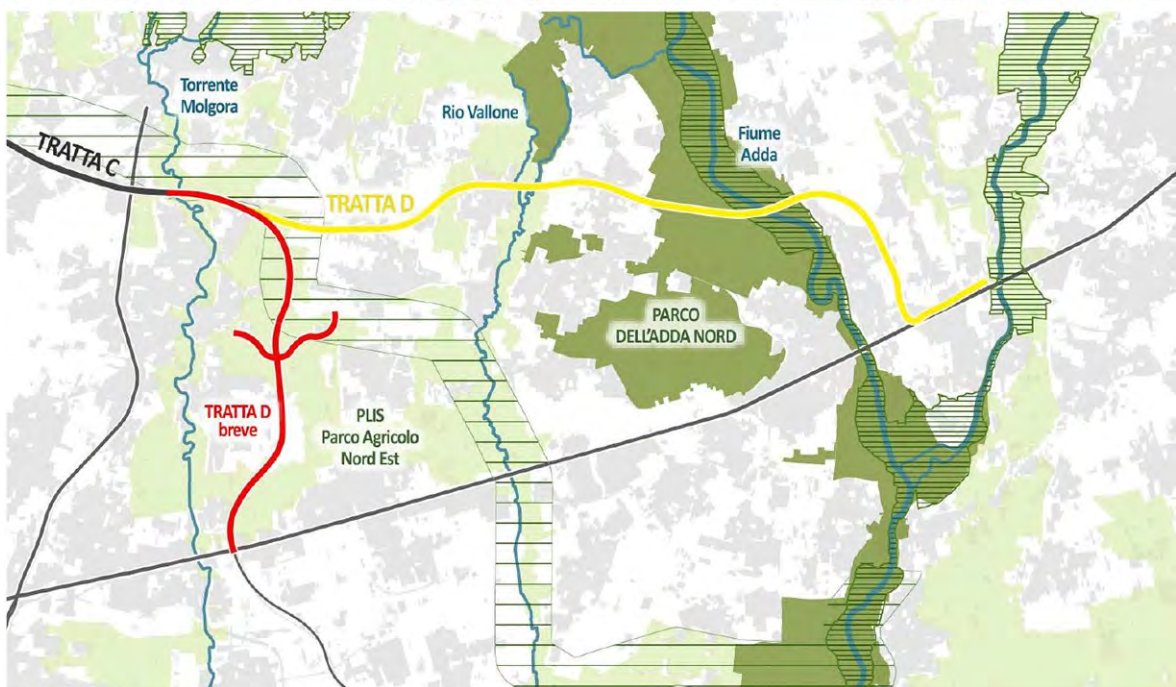 Torrente
Molgora
Rio Vallone
Fiume
Adda
TRATTA C
TRATTA D
PARCO
DELL'ADDA NORD
TRATTA D
breve
PLIS
Parco Agricolo
Nord Est